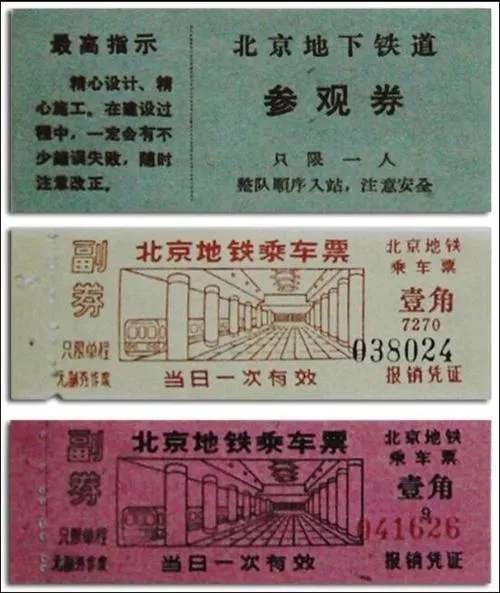 最高指示
精心设计、精
心施工。在建设过
程中，一定会有不
少錯誤失败，随时
注意改正。
北京地下铁道
参观券
只限一人
整队順序入站，注意安全
副券
只限单程
无副券作废
北京地铁乘车票
当日一次有效
北京地铁
乘车票
壹角
7270
038024
报销凭证
副券
只限单程
无副券作废
北京地铁乘车票
当日一次有效
北京地铁
乘车票
壹角
9
041626
报销凭证